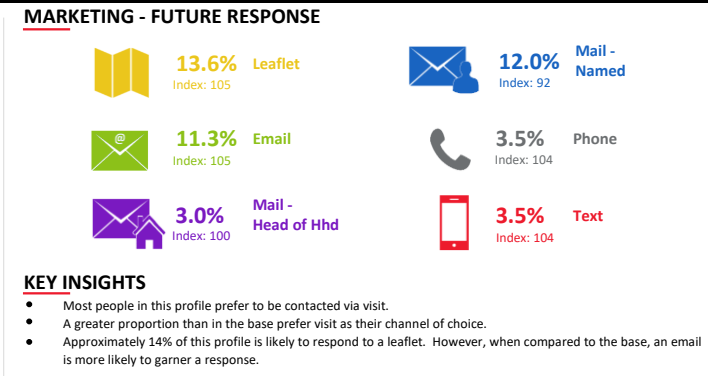 MARKETING - FUTURE RESPONSE
13.6% Leaflet
Index: 105
12.0% Mail -
Named
Index: 92
@
11.3% Email
Index: 105
3.5% Phone
Index: 104
3.0% Mail -
Head of Hhd
Index: 100
3.5% Text
Index: 104
KEY INSIGHTS
● Most people in this profile prefer to be contacted via visit.
● A greater proportion than in the base prefer visit as their channel of choice.
● Approximately 14% of this profile is likely to respond to a leaflet. However, when compared to the base, an email
is more likely to garner a response.